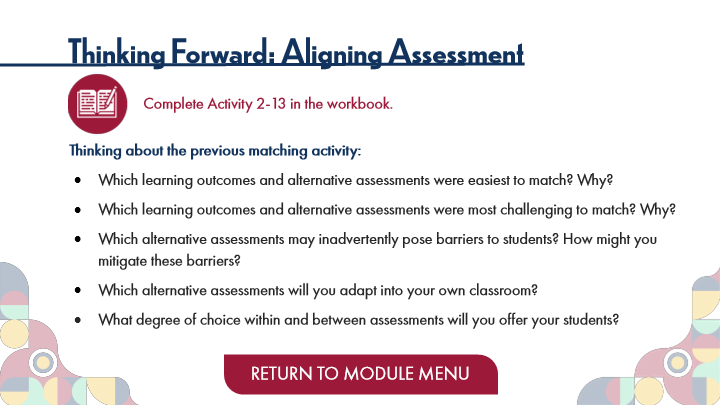 Thinking Forward: Aligning Assessment
Complete Activity 2-13 in the workbook.
Thinking about the previous matching activity:
• Which learning outcomes and alternative assessments were easiest to match? Why?
• Which learning outcomes and alternative assessments were most challenging to match? Why?
• Which alternative assessments may inadvertently pose barriers to students? How might you
mitigate these barriers?
• Which alternative assessments will you adapt into your own classroom?
• What degree of choice within and between assessments will you offer your students?
RETURN TO MODULE MENU